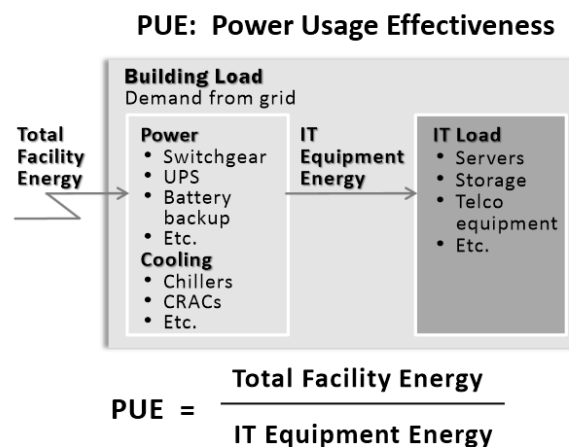 PUE: Power Usage Effectiveness
Building Load
Demand from grid
Total
Facility
Energy
Power
• Switchgear
• UPS
• Battery
backup
• Etc.
Cooling
• Chillers
• CRACs
• Etc.
IT
Equipment
Energy
IT Load
• Servers
• Storage
• Telco
equipment
• Etc.
PUE =
Total Facility Energy
IT Equipment Energy